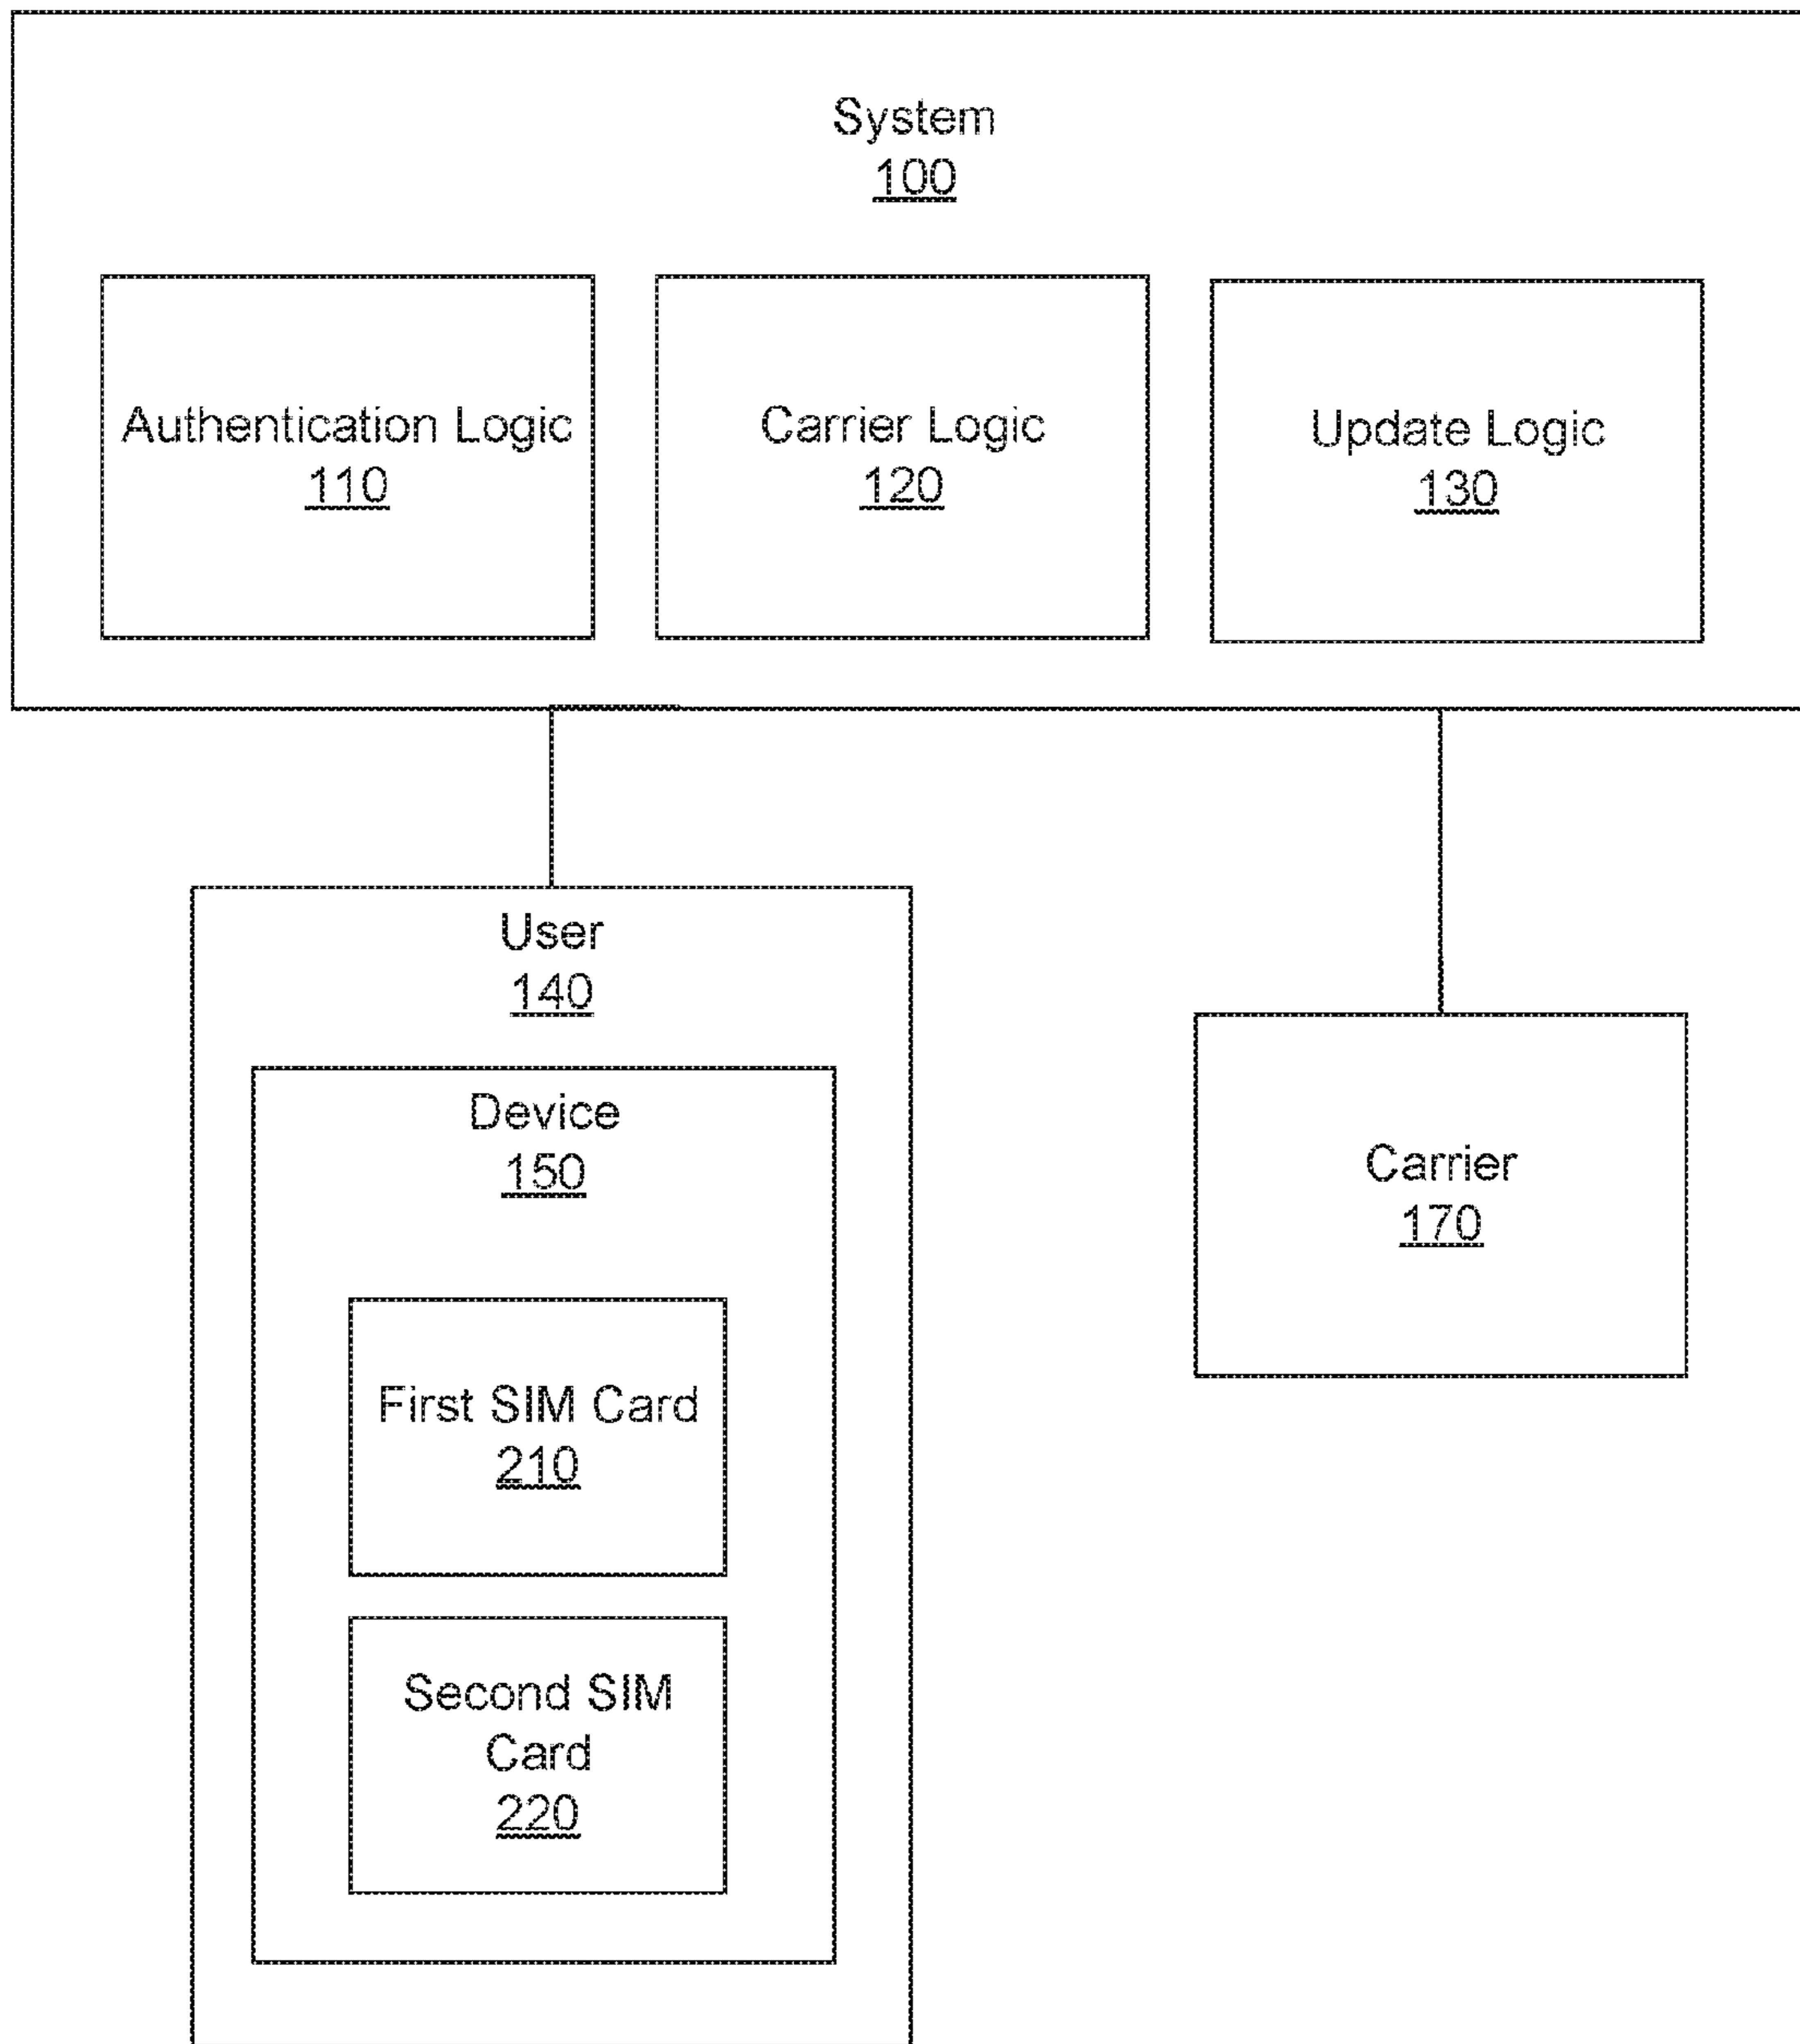 System
100
Authentication Logic
110
Carrier Logic
120
Update Logic
130
User
140
Device
150
First SIM Card
210
Second SIM
Card
220
Carrier
170